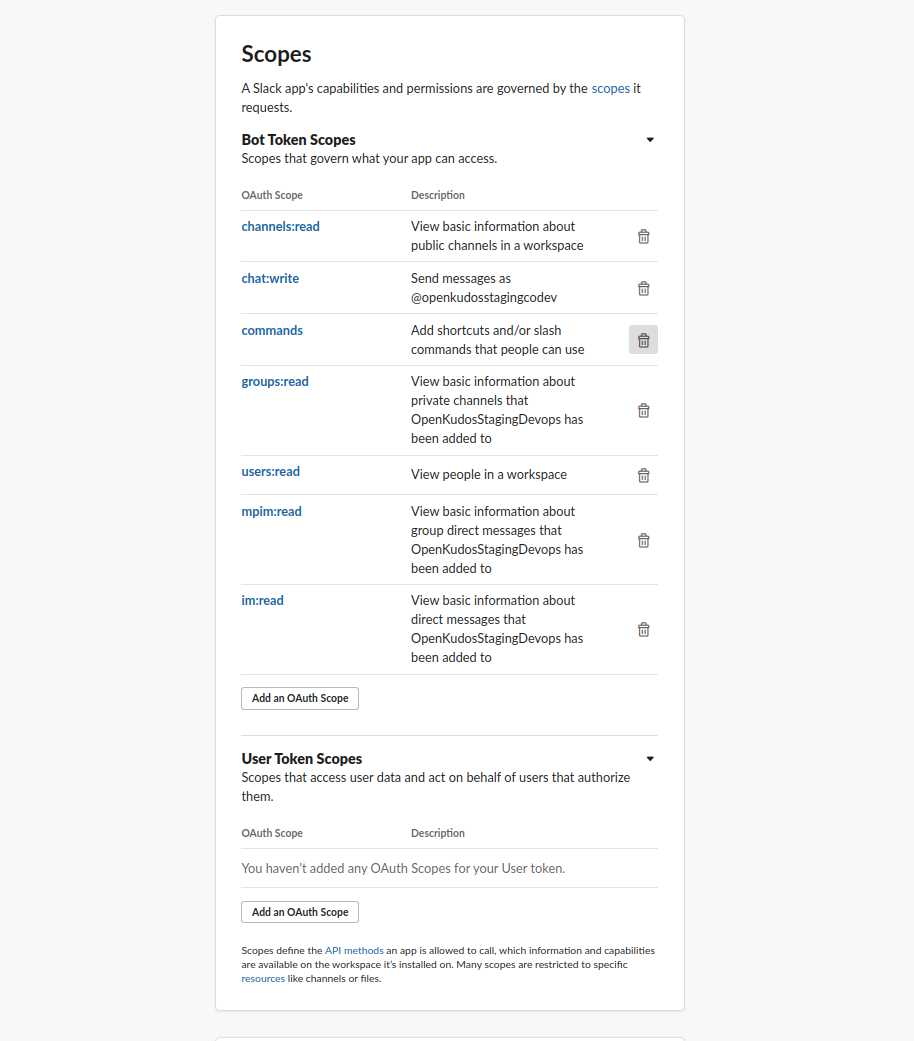 Scopes
A Slack app's capabilities and permissions are governed by the scopes it
requests.
Bot Token Scopes
Scopes that govern what your app can access.
OAuth Scope Description
channels:read View basic information about
public channels in a workspace
chat:write Send messages as
@openkudosstagingcodev
commands Add shortcuts and/or slash
commands that people can use
groups:read View basic information about
private channels that
OpenKudosStagingDevops has
been added to
users:read View people in a workspace
mpim:read View basic information about
group direct messages that
OpenKudosStagingDevops has
been added to
im:read View basic information about
direct messages that
OpenKudosStagingDevops has
been added to
Add an OAuth Scope
User Token Scopes
Scopes that access user data and act on behalf of users that authorize
them.
OAuth Scope Description
You haven't added any OAuth Scopes for your User token.
Add an OAuth Scope
Scopes define the API methods an app is allowed to call, which information and capabilities
are available on the workspace it's installed on. Many scopes are restricted to specific
resources like channels or files.